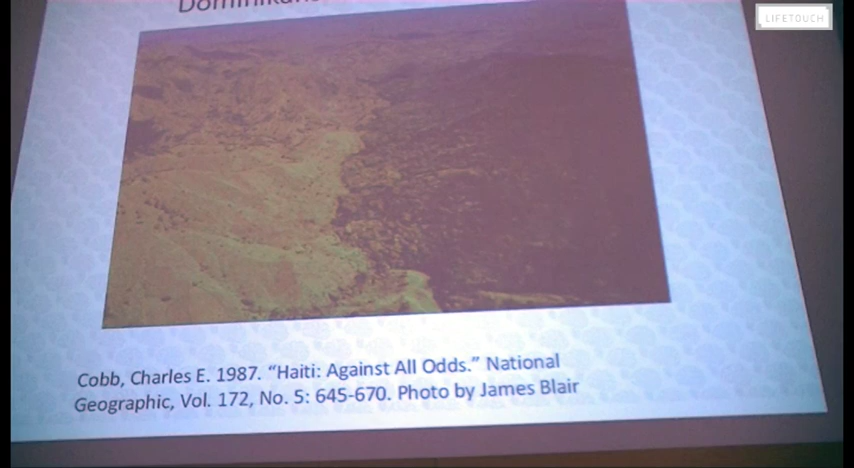 LIFETOUCH
Cobb, Charles E. 1987. “Haiti: Against All Odds.” National
Geographic, Vol. 172, No. 5: 645-670. Photo by James Blair